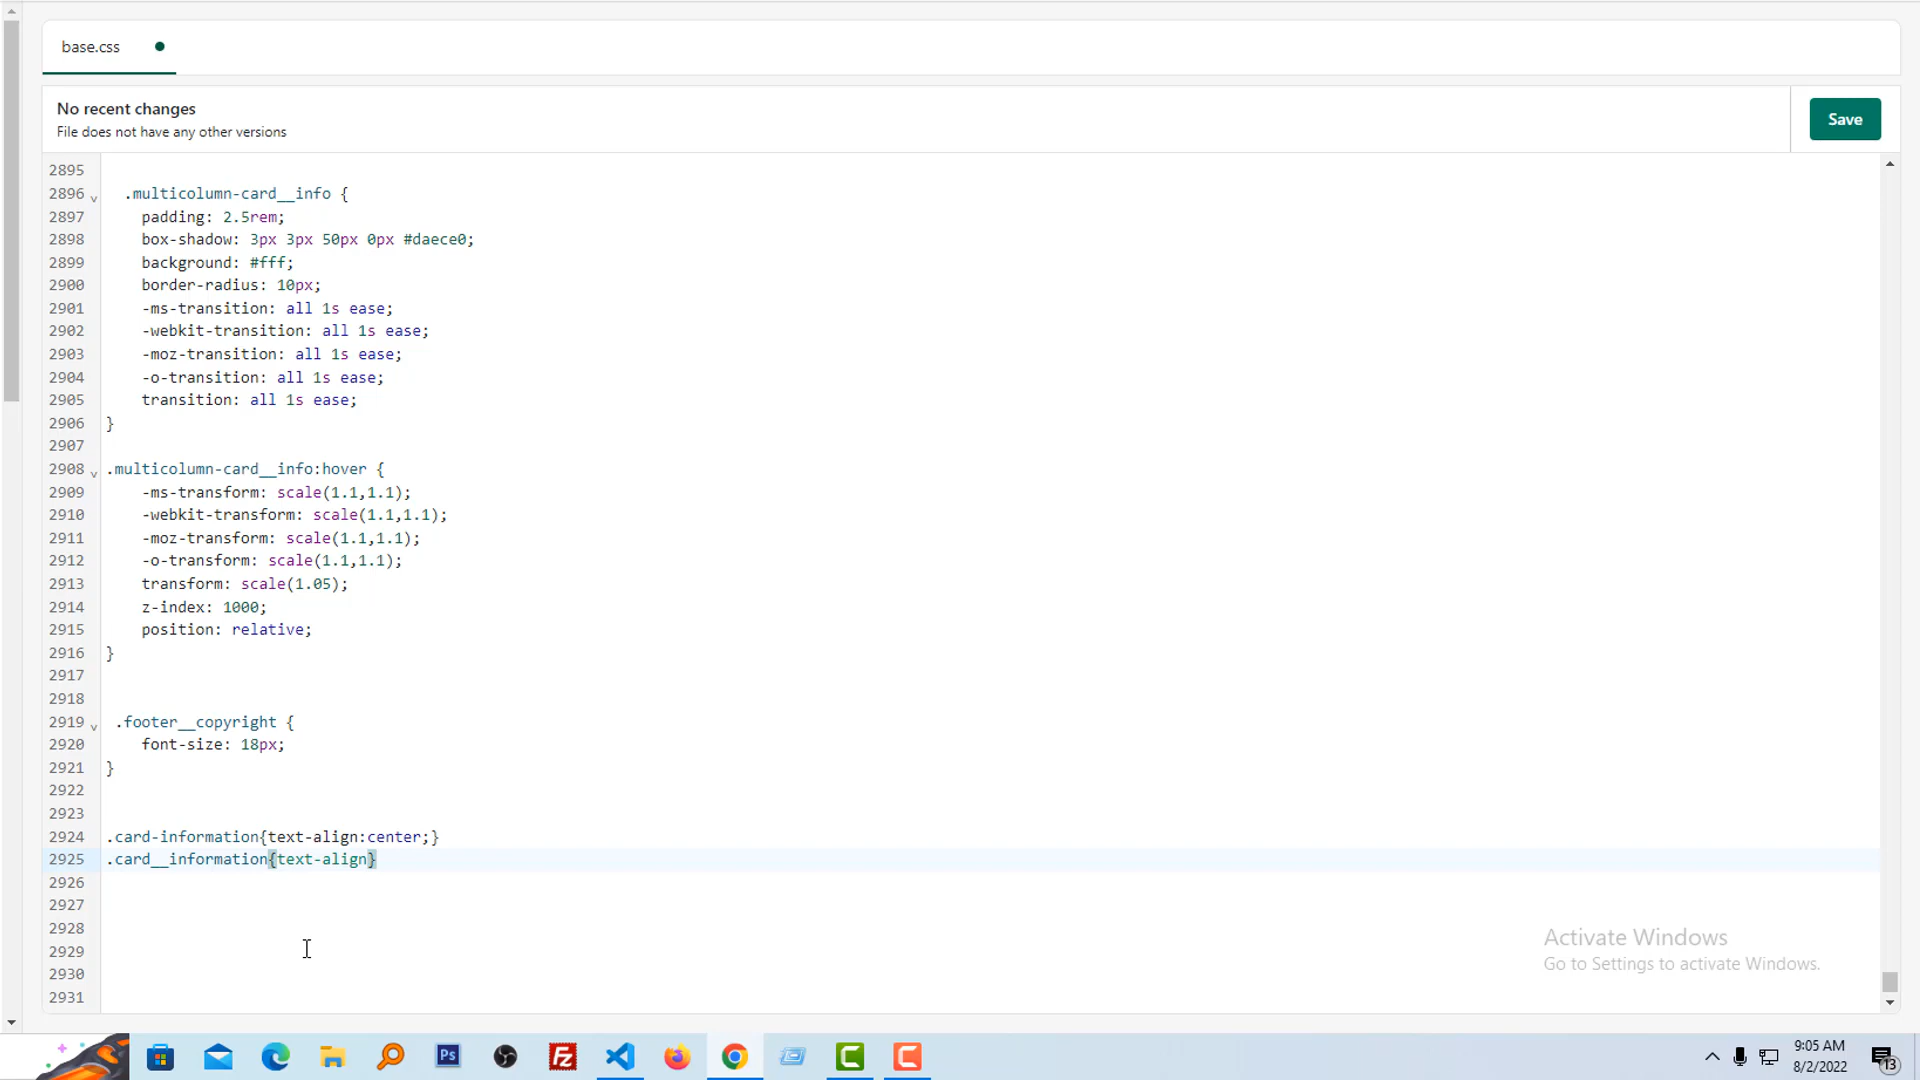 base.css
No recent changes
File does not have any other versions
Save
2895
2896 .multicolumn-card__info {
2897 padding: 2.5rem;
2898 box-shadow: 3px 3px 50px 0px #daece0;
2899 background: #fff;
2900 border-radius: 10px;
2901 -ms-transition: all 1s ease;
2902 -webkit-transition: all 1s ease;
2903 -moz-transition: all 1s ease;
2904 -o-transition: all 1s ease;
2905 transition: all 1s ease;
2906 }
2907
2908 .multicolumn-card__info:hover {
2909 -ms-transform: scale(1.1,1.1);
2910 -webkit-transform: scale(1.1,1.1);
2911 -moz-transform: scale(1.1,1.1);
2912 -o-transform: scale(1.1,1.1);
2913 transform: scale(1.05);
2914 z-index: 1000;
2915 position: relative;
2916 }
2917
2918
2919 .footer__copyright {
2920 font-size: 18px;
2921 }
2922
2923
2924 .card-information{text-align:center;}
2925 .card__information{text-align}
2926
2927
2928
2929
2930
2931
Activate Windows
Go to Settings to activate Windows.
Ps
Fz
9:05 AM
8/2/2022
13